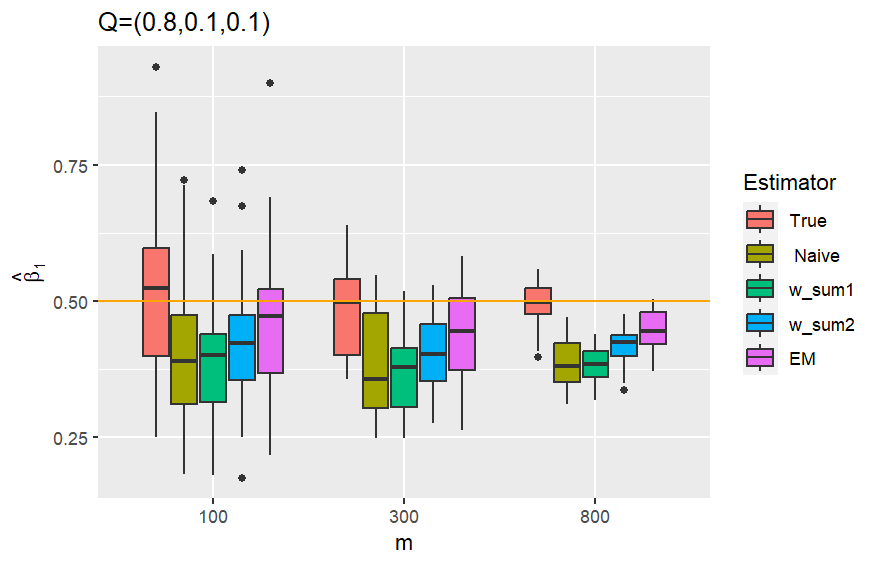 Q=(0.8,0.1,0.1)
0.75
0.50
0.25
β̂1
100 300 800
m
Estimator
True
Naive
w_sum1
w_sum2
EM